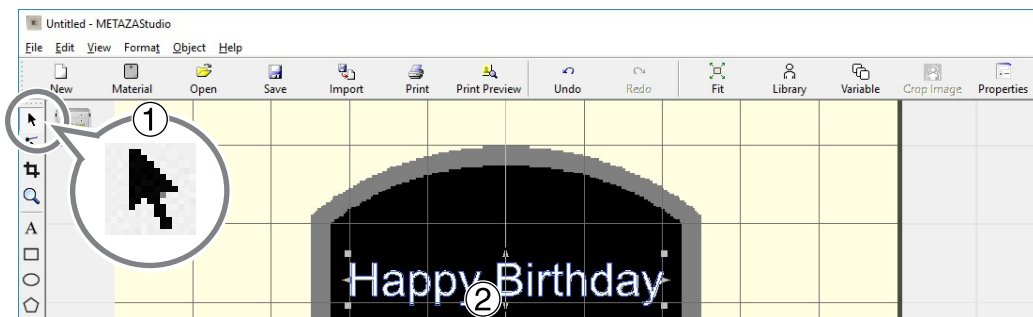 Untitled - METAZAStudio
File Edit View Format Object Help
New Material Open Save Import Print Print Preview Undo Redo Fit Library Variable Crop Image Properties
1
A
Happy Birthday
2